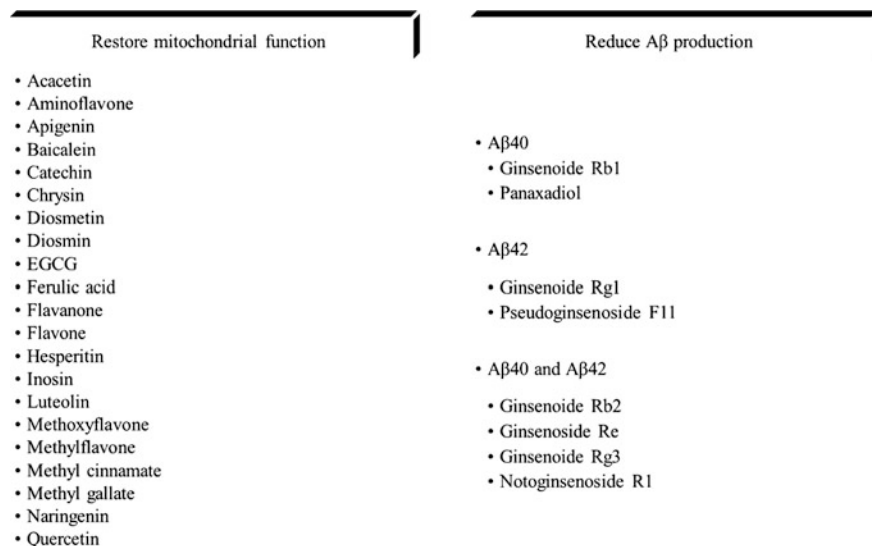 Restore mitochondrial function
• Acacetin
• Aminoflavone
• Apigenin
• Baicalein
• Catechin
• Chrysin
• Diosmetin
• Diosmin
• EGCG
• Ferulic acid
• Flavanone
• Flavone
• Hesperitin
• Inosin
• Luteolin
• Methoxyflavone
• Methylflavone
• Methyl cinnamate
• Methyl gallate
• Naringenin
• Quercetin
Reduce Aβ production
• Aβ40
• Ginsenoide Rb1
• Panaxadiol
• Aβ42
• Ginsenoide Rg1
• Pseudoginsenoside F11
• Aβ40 and Aβ42
• Ginsenoide Rb2
• Ginsenoside Re
• Ginsenoide Rg3
• Notoginsenoside R1